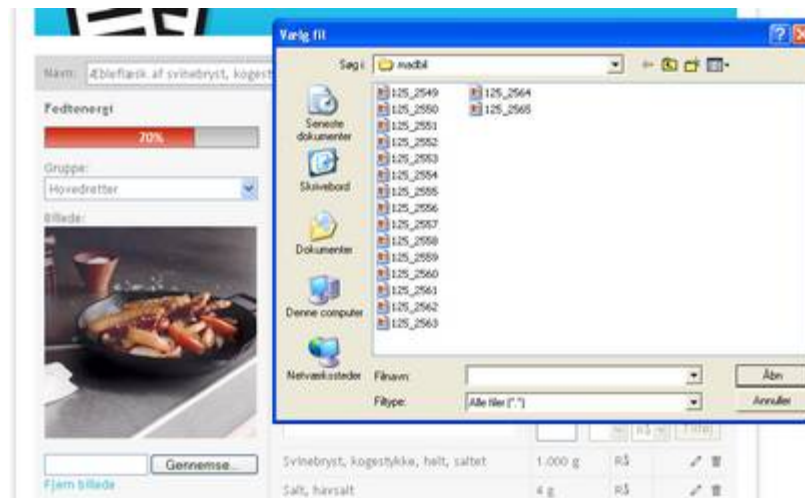 Vælg fil
Navn: Æbleflæsk af svinebryst, kogest
Søg i: madbil
Fedtenergi
70%
Gruppe:
Hovedretter
Billede:
Seneste dokumenter
Skrivebord
Dokumenter
Denne computer
Netværkssteder
125_2549
125_2550
125_2551
125_2552
125_2553
125_2554
125_2555
125_2556
125_2557
125_2558
125_2559
125_2560
125_2561
125_2562
125_2563
125_2564
125_2565
Filnavn:
Åbn
Filtype: Alle filer (*.*)
Annuller
Rå Tilføj
Gennemse...
Fjern billede
Svinebryst, kogestykke, helt, saltet 1.000 g Rå
Salt, havsalt 4 g Rå